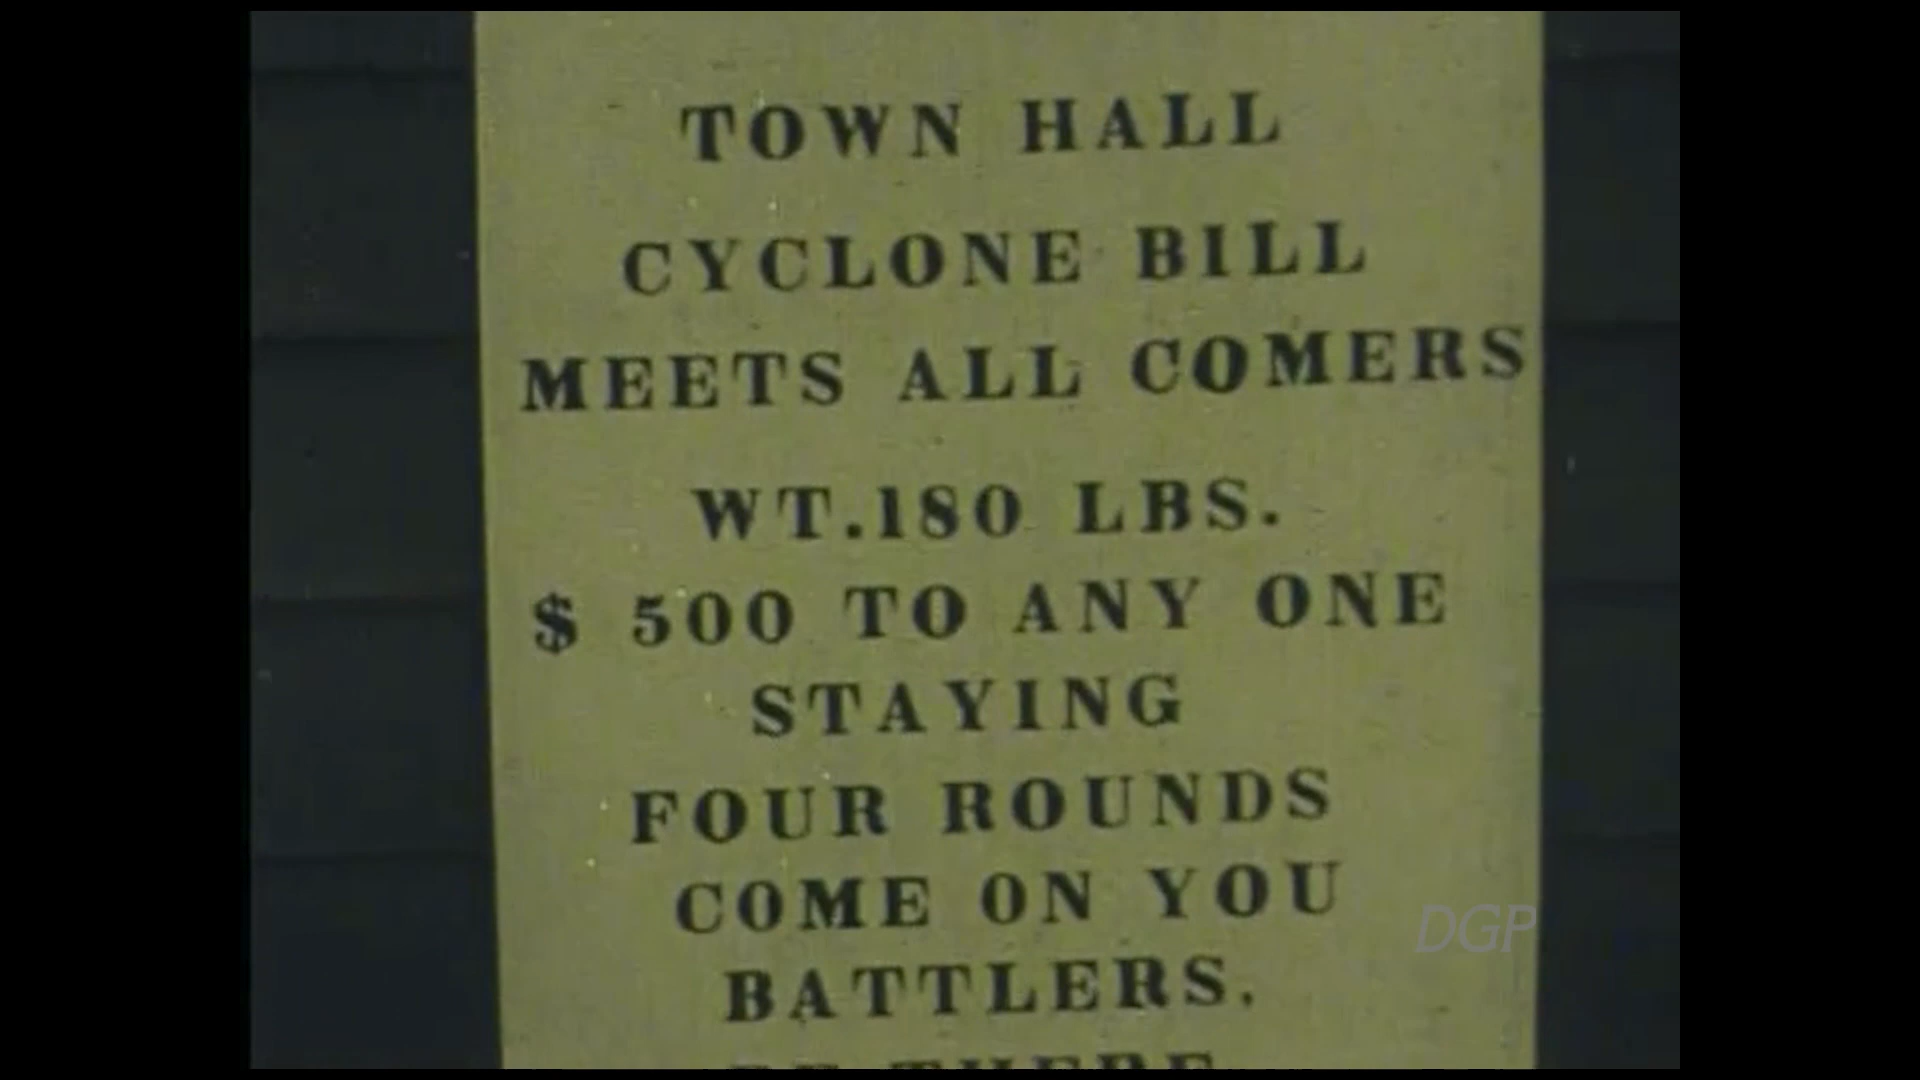 TOWN HALL
CYCLONE BILL
MEETS ALL COMERS
WT.180 LBS.
$ 500 TO ANY ONE
STAYING
FOUR ROUNDS
COME ON YOU
BATTLERS.
THERE
DGP